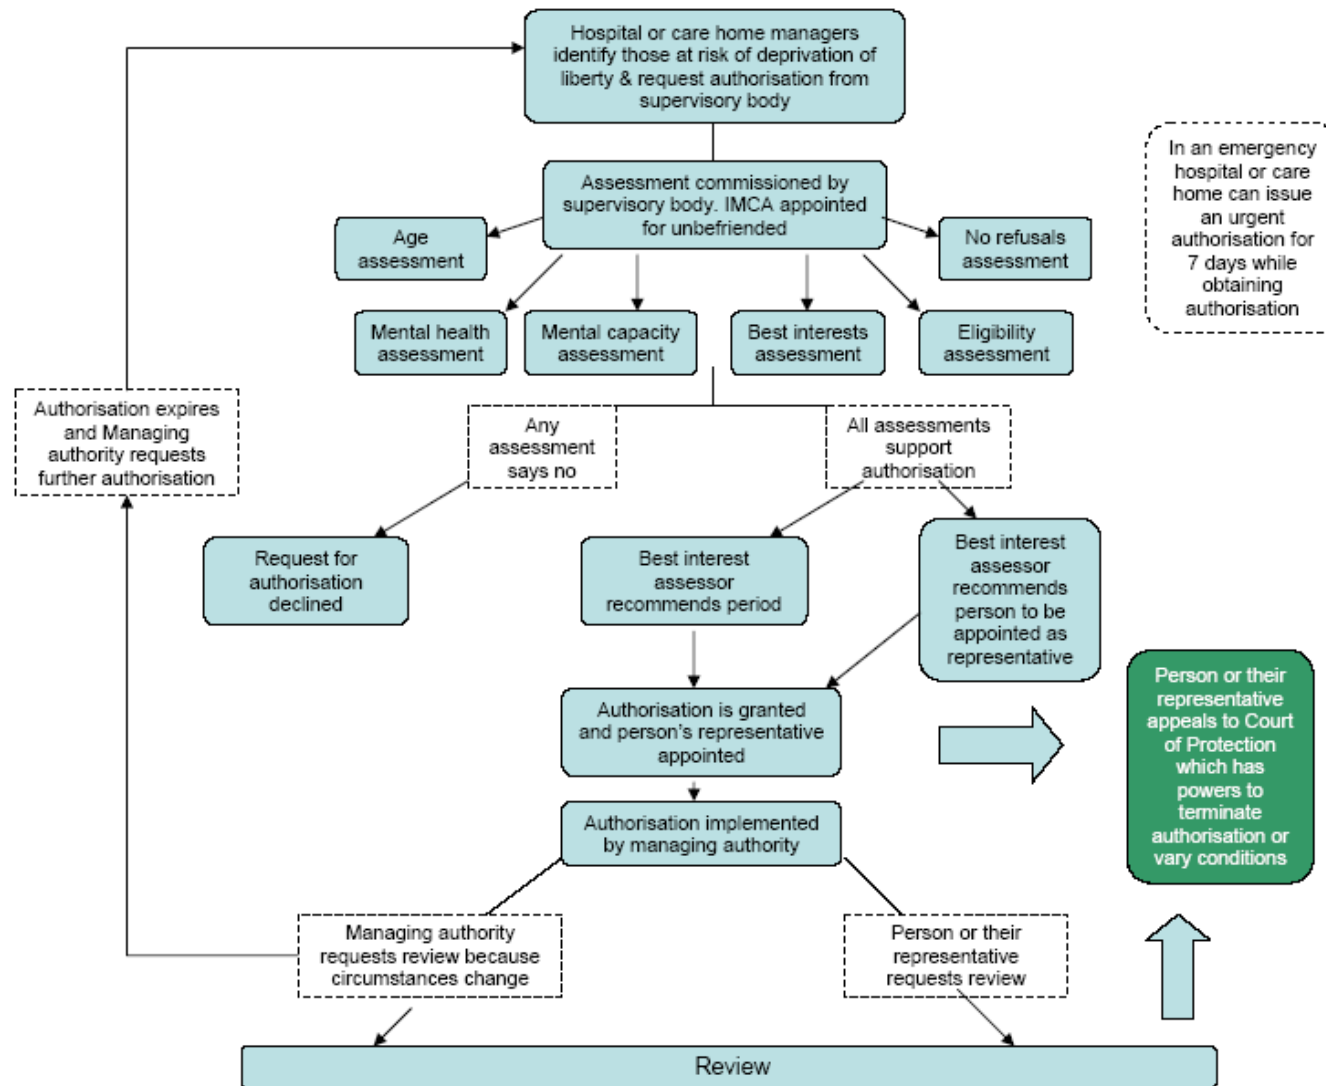 Hospital or care home managers
identify those at risk of deprivation of
liberty & request authorisation from
supervisory body
In an emergency
hospital or care
home can issue
an urgent
authorisation for
7 days while
obtaining
authorisation
Assessment commissioned by
supervisory body. IMCA appointed
for unbefriended
Age
assessment
No refusals
assessment
Mental health
assessment
Mental capacity
assessment
Best interests
assessment
Eligibility
assessment
Authorisation expires
and Managing
authority requests
further authorisation
Any
assessment
says no
All assessments
support
authorisation
Request for
authorisation
declined
Best interest
assessor
recommends period
Best interest
assessor
recommends
person to be
appointed as
representative
Authorisation is granted
and person's representative
appointed
Person or their
representative
appeals to Court
of Protection
which has
powers to
terminate
authorisation or
vary conditions
Authorisation implemented
by managing authority
Managing authority
requests review because
circumstances change
Person or their
representative
requests review
Review